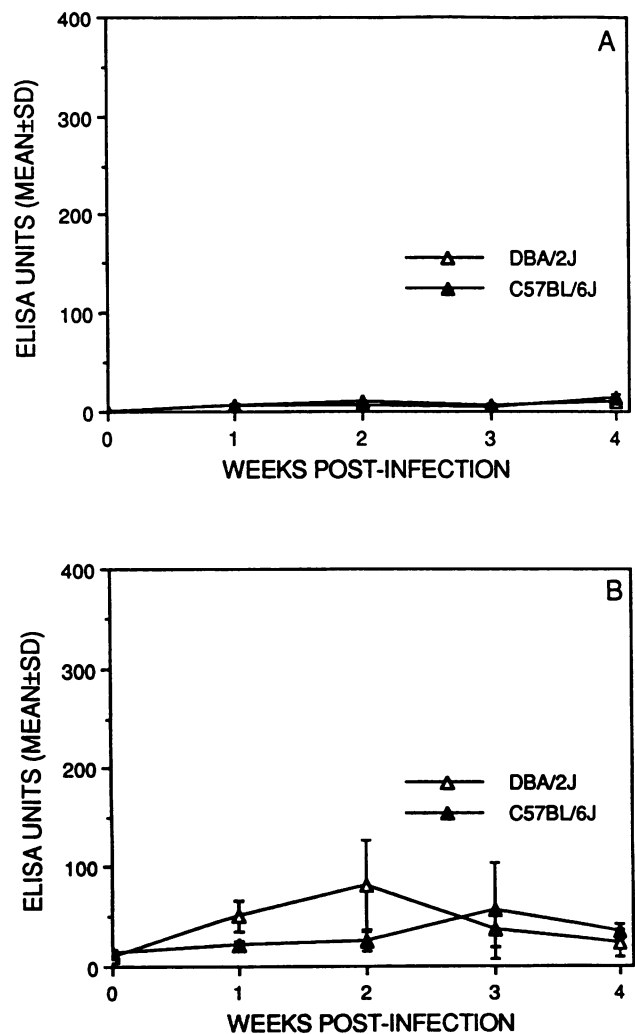 A
400
300
200
100
0
ELISA UNITS (MEAN±SD)
DBA/2J
C57BL/6J
0 1 2 3 4
WEEKS POST-INFECTION
B
400
300
200
100
0
ELISA UNITS (MEAN±SD)
DBA/2J
C57BL/6J
0 1 2 3 4
WEEKS POST-INFECTION